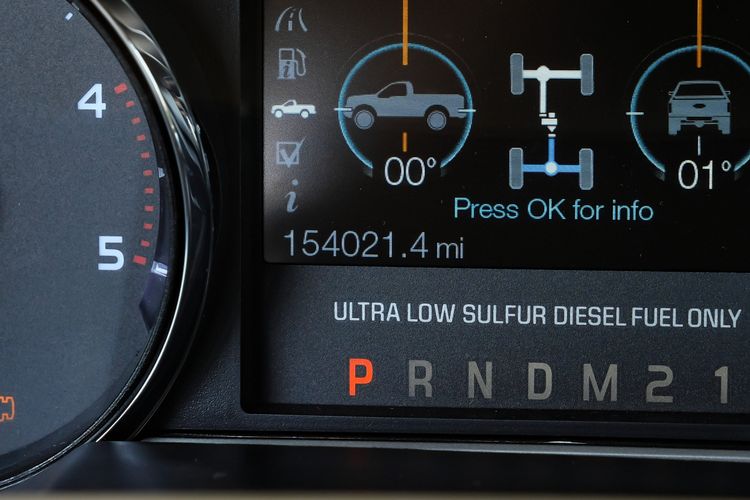 4
5
00°
01°
i
Press OK for info
154021.4 mi
ULTRA LOW SULFUR DIESEL FUEL ONLY
P R N D M 2 1